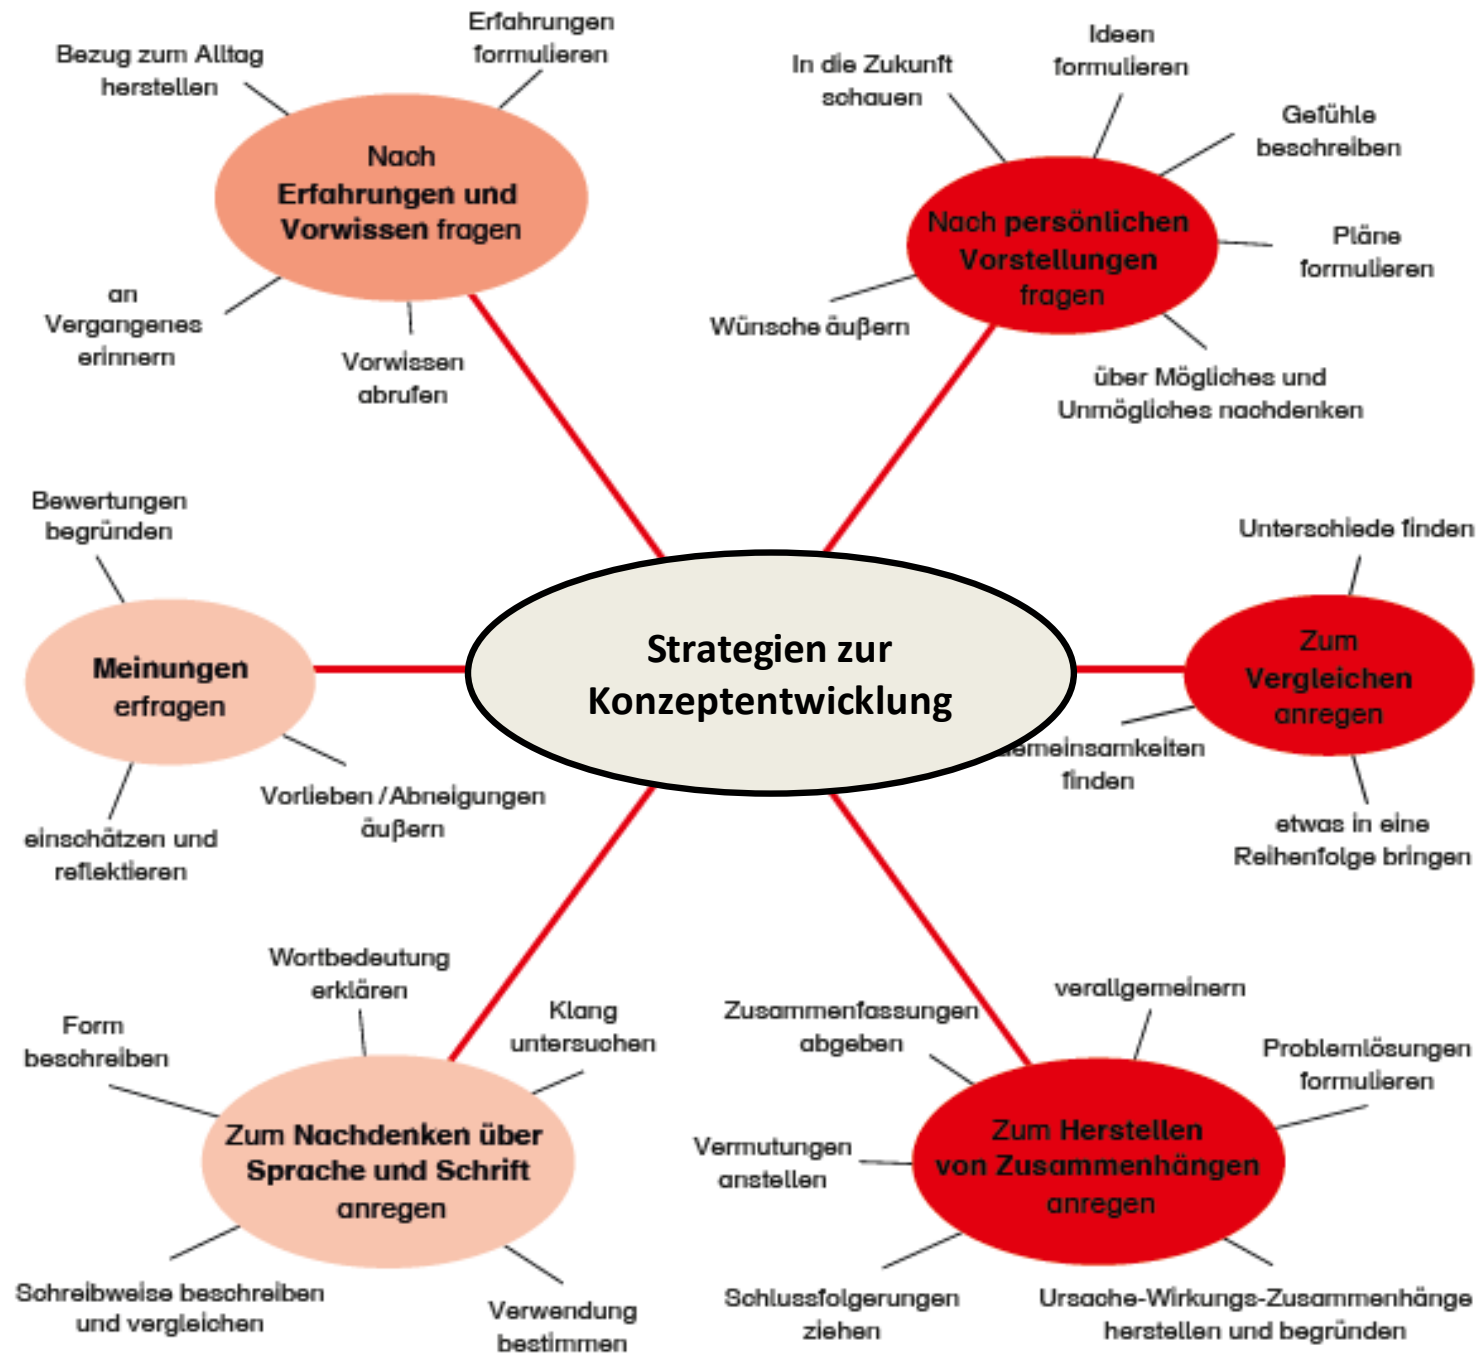 Erfahrungen
formulieren
Bezug zum Alltag
herstellen
Nach
Erfahrungen und
Vorwissen fragen
an
Vergangenes
erinnern
Vorwissen
abrufen
Ideen
formulieren
In die Zukunft
schauen
Gefühle
beschreiben
Nach persönlichen
Vorstellungen
fragen
Pläne
formulieren
Wünsche äußern
über Mögliches und
Unmögliches nachdenken
Bewertungen
begründen
Meinungen
erfragen
Vorlieben / Abneigungen
äußern
einschätzen und
reflektieren
Strategien zur
Konzeptentwicklung
Unterschiede finden
Zum
Vergleichen
anregen
emeinsamkeiten
finden
etwas in eine
Reihenfolge bringen
Wortbedeutung
erklären
Klang
untersuchen
Form
beschreiben
Zum Nachdenken über
Sprache und Schrift
anregen
Schreibweise beschreiben
und vergleichen
Verwendung
bestimmen
verallgemeinern
Zusammenfassungen
abgeben
Problemlösungen
formulieren
Zum Herstellen
von Zusammenhängen
anregen
Vermutungen
anstellen
Schlussfolgerungen
ziehen
Ursache-Wirkungs-Zusammenhänge
herstellen und begründen